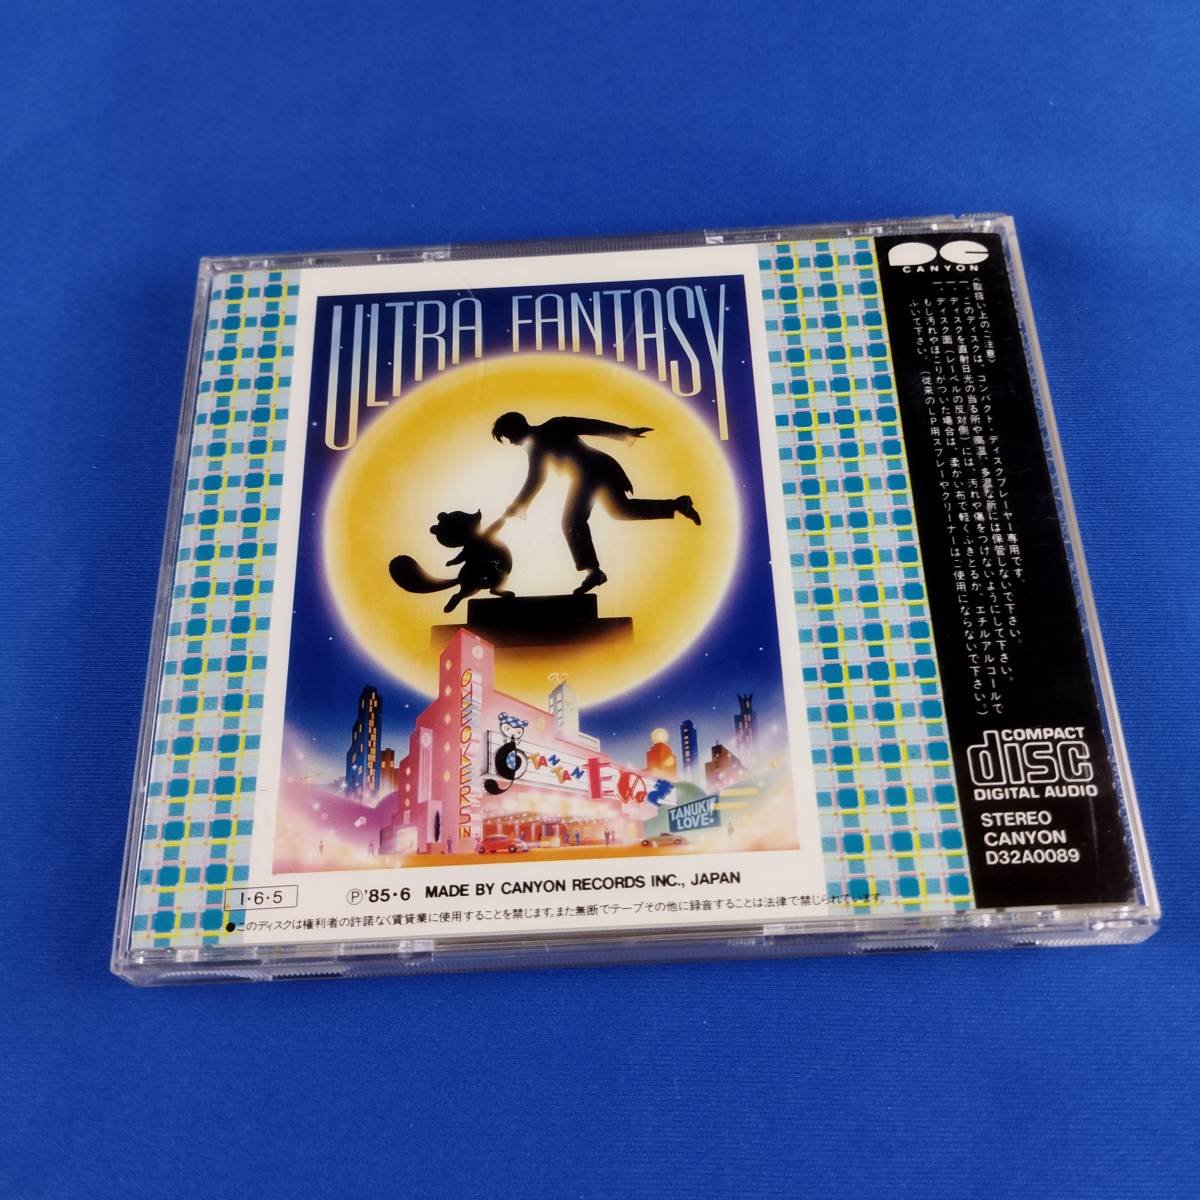 ULTRA FANTASY
ONLEOVERSUN
TANTAN たぬき
TANUKI
LOVE!
1・6・5
Ⓟ'85・6 MADE BY CANYON RECORDS INC., JAPAN
●このディスクは権利者の許諾なく賃貸業に使用することを禁じます。また無断でテープその他に録音することは法律で禁じられています。
CANYON
〈取扱い上のご注意〉
一、このディスクは、コンパクト・ディスクプレーヤー専用です。
一、ディスクを直射日光の当る所や高温、多湿な所には保管しないで下さい。
一、ディスク面(レーベルの反対側)には、汚れや傷をつけないようにして下さい。
もし汚れやほこりがついた場合は、柔かい布で軽くふきとるか、エチルアルコールで
ふいて下さい。(従来のLP用スプレーやクリーナーはご使用にならないで下さい。)
COMPACT
disc
DIGITAL AUDIO
STEREO
CANYON
D32A0089